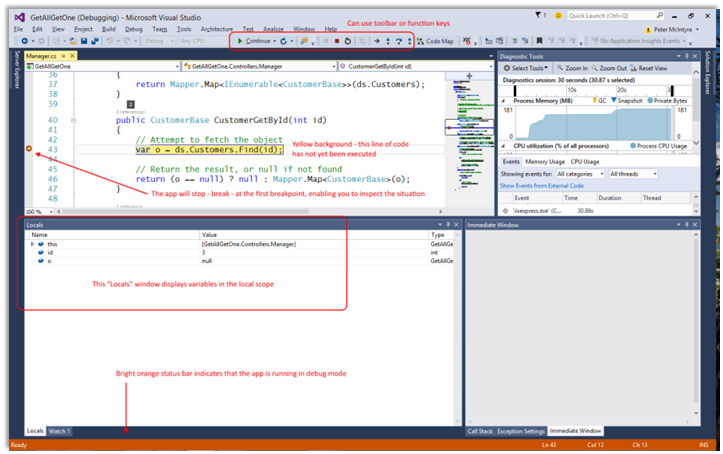 GetAllGetOne (Debugging) - Microsoft Visual Studio
Can use toolbar or function keys
1
Quick Launch (Ctrl+Q)
File Edit View Project Build Debug Team Tools Architecture Test Analyze Window Help
Peter McIntyre
Debug Any CPU
Continue
Code Map
No Application Insights Events
Server Explorer
Manager.cs
GetAllGetOne
GetAllGetOne.Controllers.Manager
CustomerGetById(int id)
36 {
37 return Mapper.Map<IEnumerable<CustomerBase>>(ds.Customers);
38 }
39
2
3 references
40 public CustomerBase CustomerGetById(int id)
41 {
42 // Attempt to fetch the object
43 var o = ds.Customers.Find(id);
44
45 // Return the result, or null if not found
46 return (o == null) ? null : Mapper.Map<CustomerBase>(o);
47 }
48
Yellow background - this line of code
has not yet been executed
The app will stop - break - at the first breakpoint, enabling you to inspect the situation
100 %
Diagnostic Tools
Select Tools Zoom In Zoom Out Reset View
Diagnostics session: 30 seconds (30.87 s selected)
10s 20s 3
Process Memory (MB) GC Snapshot Private Bytes
181 181
0 0
CPU utilization (% of all processors) Process CPU Usage
Events Memory Usage CPU Usage
Showing events for: All categories All threads
Show Events from External Code
Event Time Duration Thread
'iisexpress.exe' (C... 30.86s
Solution Explorer
Locals
Name Value Type
this {GetAllGetOne.Controllers.Manager} GetAllGe
id 3 int
o null GetAllGe
This "Locals" window displays variables in the local scope
Bright orange status bar indicates that the app is running in debug mode
Locals Watch 1
Immediate Window
Call Stack Exception Settings Immediate Window
Ready Ln 43 Col 13 Ch 13 INS